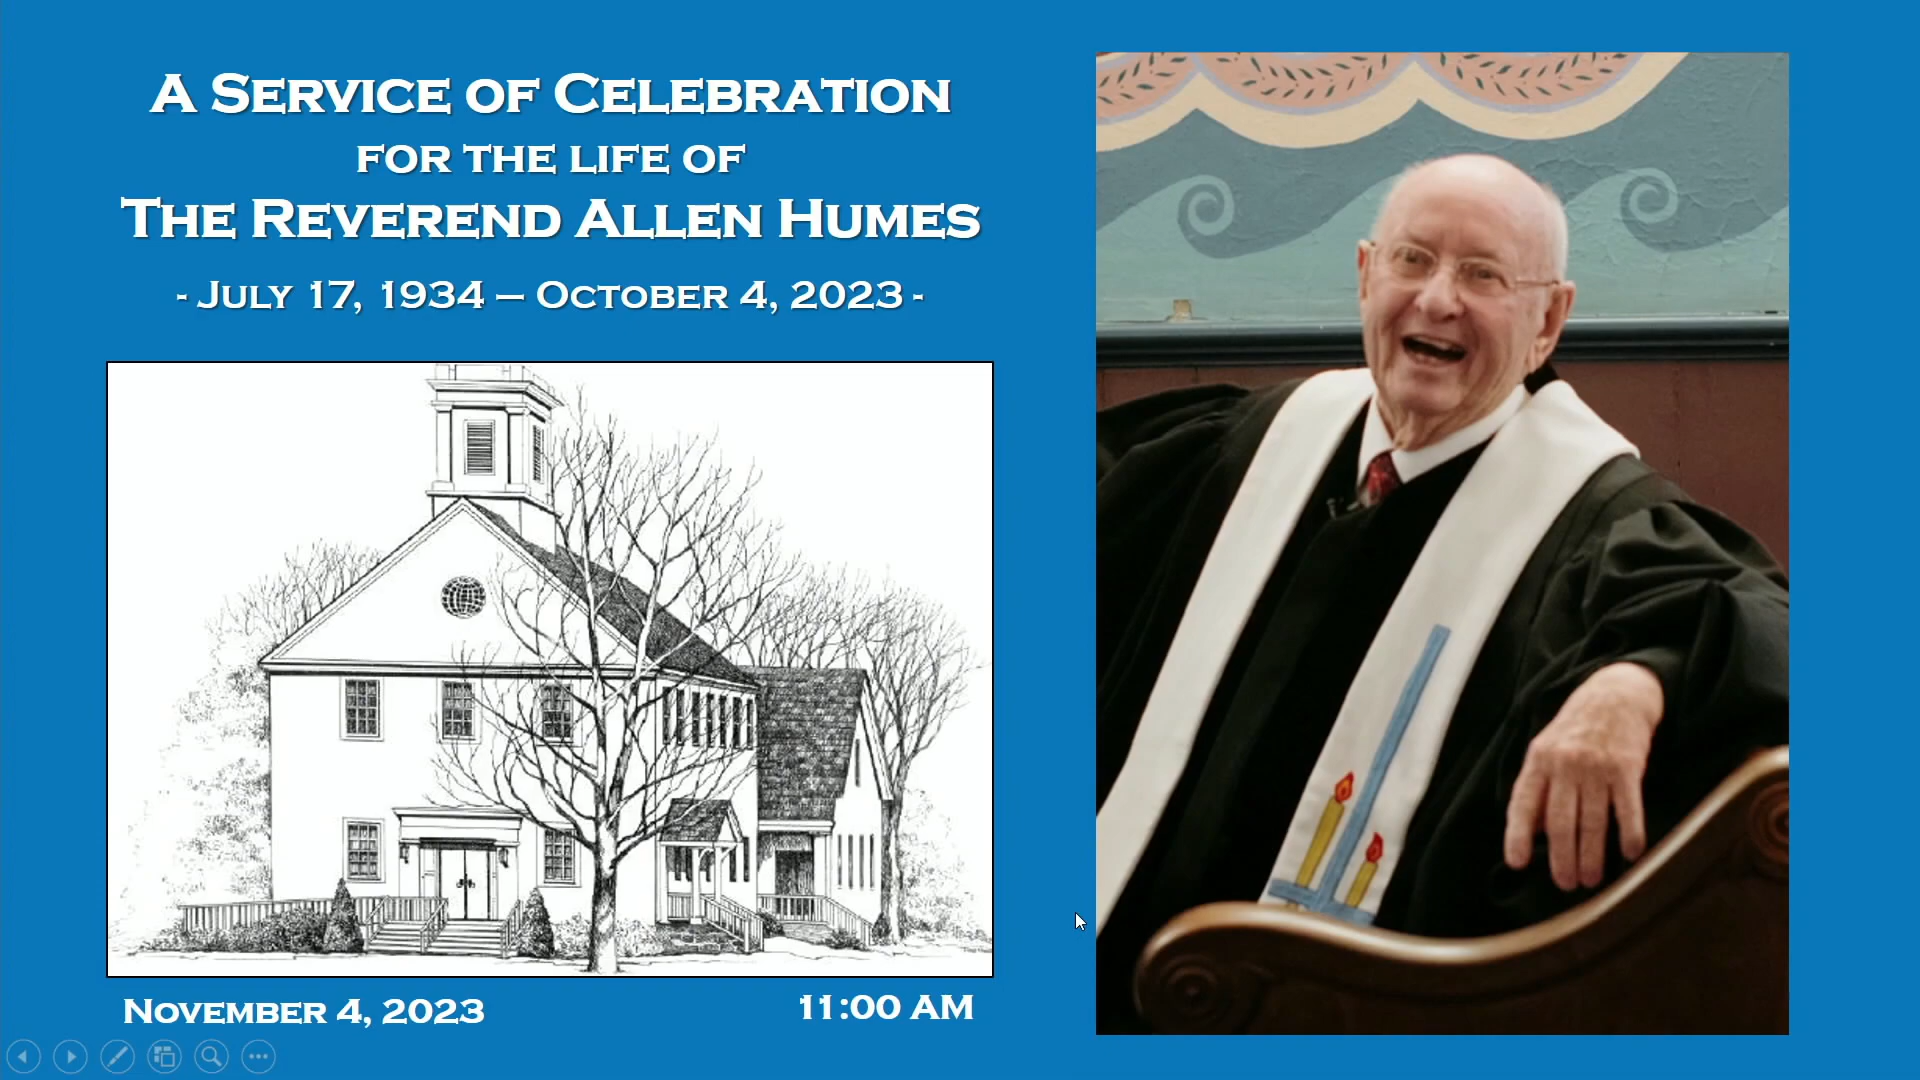 A Service of Celebration
for the life of
The Reverend Allen Humes
- July 17, 1934 – October 4, 2023 -
November 4, 2023
11:00 AM